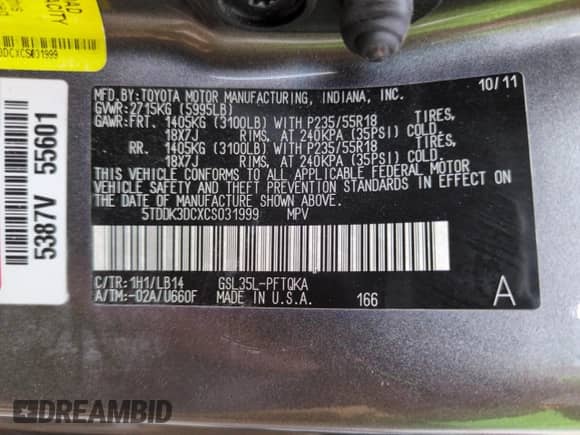 DCXCS031999
5387V 55601
MFD.BY:TOYOTA MOTOR MANUFACTURING, INDIANA, INC. 10/11
GVWR:2715KG (5995LB)
GAWR:FRT. 1405KG (3100LB) WITH P235/55R18 TIRES,
18X7J RIMS, AT 240KPA (35PSI) COLD.
RR. 1405KG (3100LB) WITH P235/55R18 TIRES,
18X7J RIMS, AT 240KPA (35PSI) COLD.
THIS VEHICLE CONFORMS TO ALL APPLICABLE FEDERAL MOTOR
VEHICLE SAFETY AND THEFT PREVENTION STANDARDS IN EFFECT ON
THE DATE OF MANUFACTURE SHOWN ABOVE.
5TDDK3DCXCS031999 MPV
C/TR:1H1/LB14 GSL35L-PFTQKA
A/TM:-02A/U660F MADE IN U.S.A. 166 A
DREAMBID